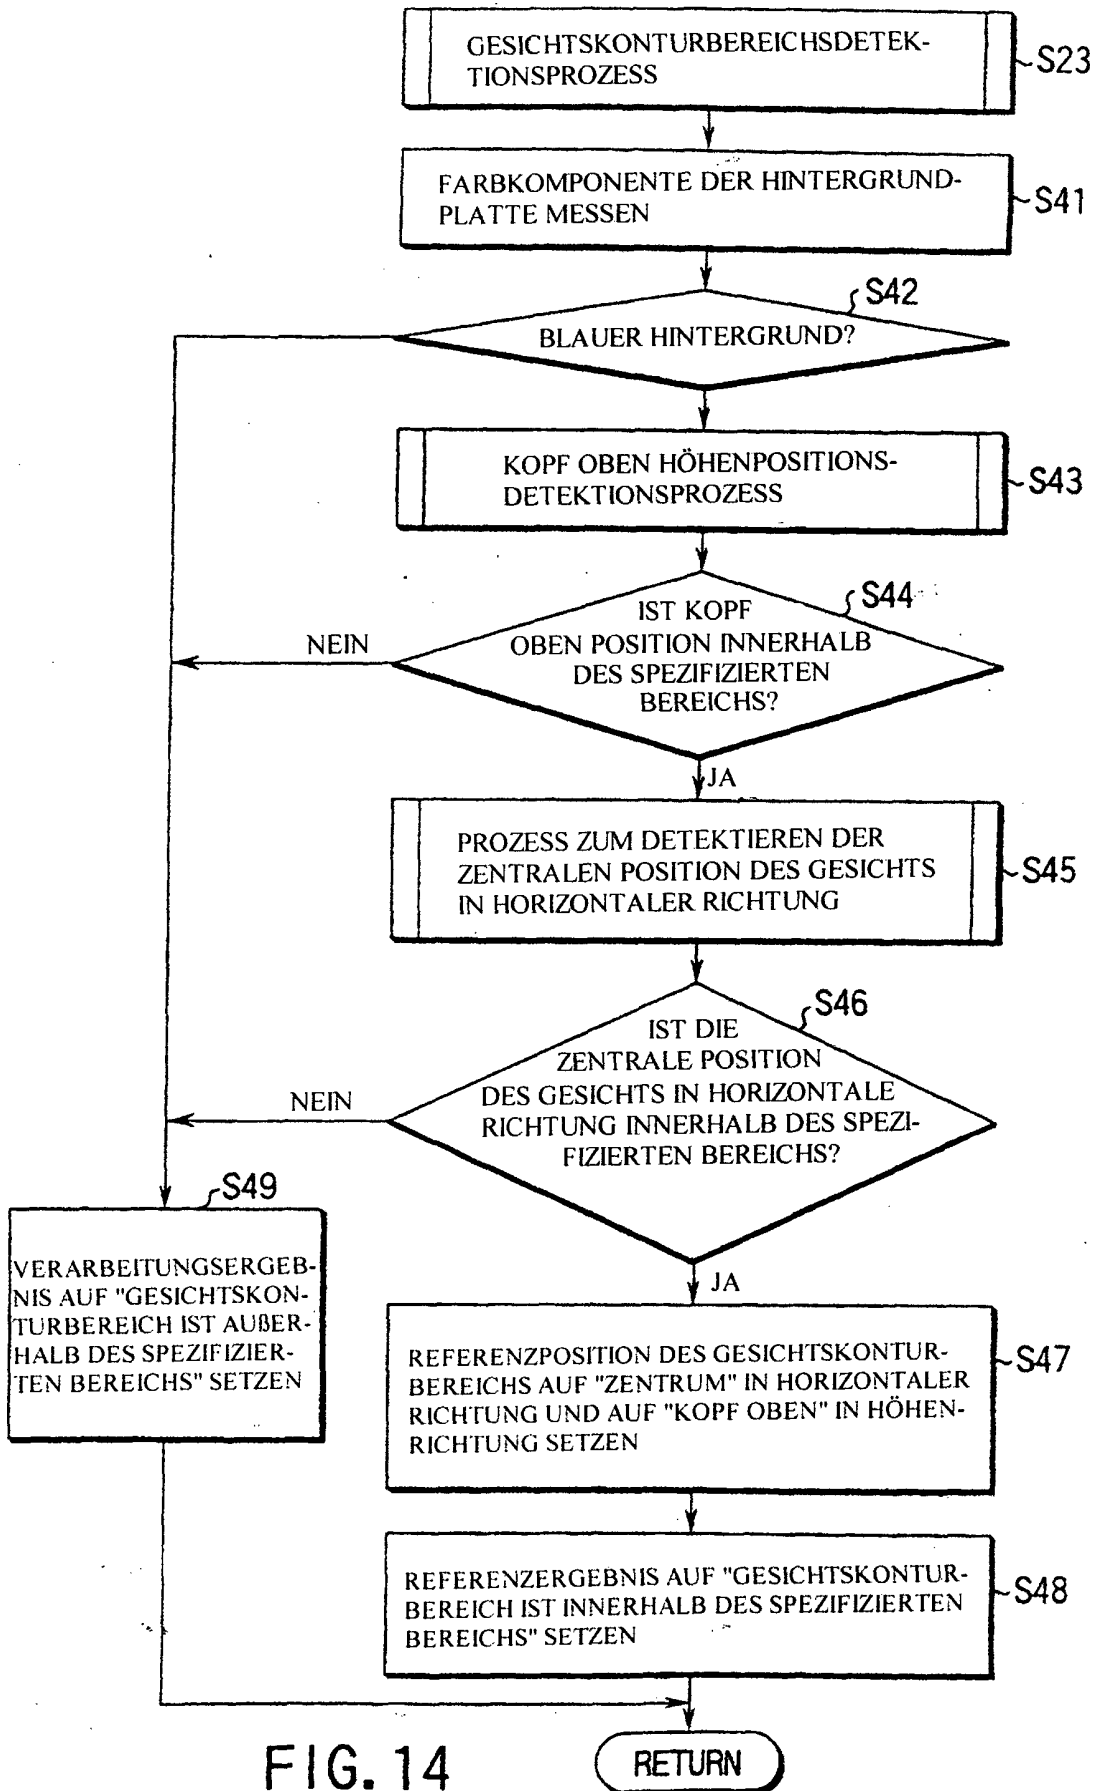 GESICHTSKONTURBEREICHSDETEK-
TIONSPROZESS
S23
FARBKOMPONENTE DER HINTERGRUND-
PLATTE MESSEN
S41
S42
BLAUER HINTERGRUND?
KOPF OBEN HÖHENPOSITIONS-
DETEKTIONSPROZESS
S43
S44
IST KOPF
OBEN POSITION INNERHALB
DES SPEZIFIZIERTEN
BEREICHS?
NEIN
JA
PROZESS ZUM DETEKTIEREN DER
ZENTRALEN POSITION DES GESICHTS
IN HORIZONTALER RICHTUNG
S45
S46
IST DIE
ZENTRALE POSITION
DES GESICHTS IN HORIZONTALE
RICHTUNG INNERHALB DES SPEZI-
FIZIERTEN BEREICHS?
NEIN
JA
S49
VERARBEITUNGSERGEB-
NIS AUF "GESICHTSKON-
TURBEREICH IST AUßER-
HALB DES SPEZIFIZIER-
TEN BEREICHS" SETZEN
REFERENZPOSITION DES GESICHTSKONTUR-
BEREICHS AUF "ZENTRUM" IN HORIZONTALER
RICHTUNG UND AUF "KOPF OBEN" IN HÖHEN-
RICHTUNG SETZEN
S47
REFERENZERGEBNIS AUF "GESICHTSKONTUR-
BEREICH IST INNERHALB DES SPEZIFIZIERTEN
BEREICHS" SETZEN
S48
RETURN
FIG. 14